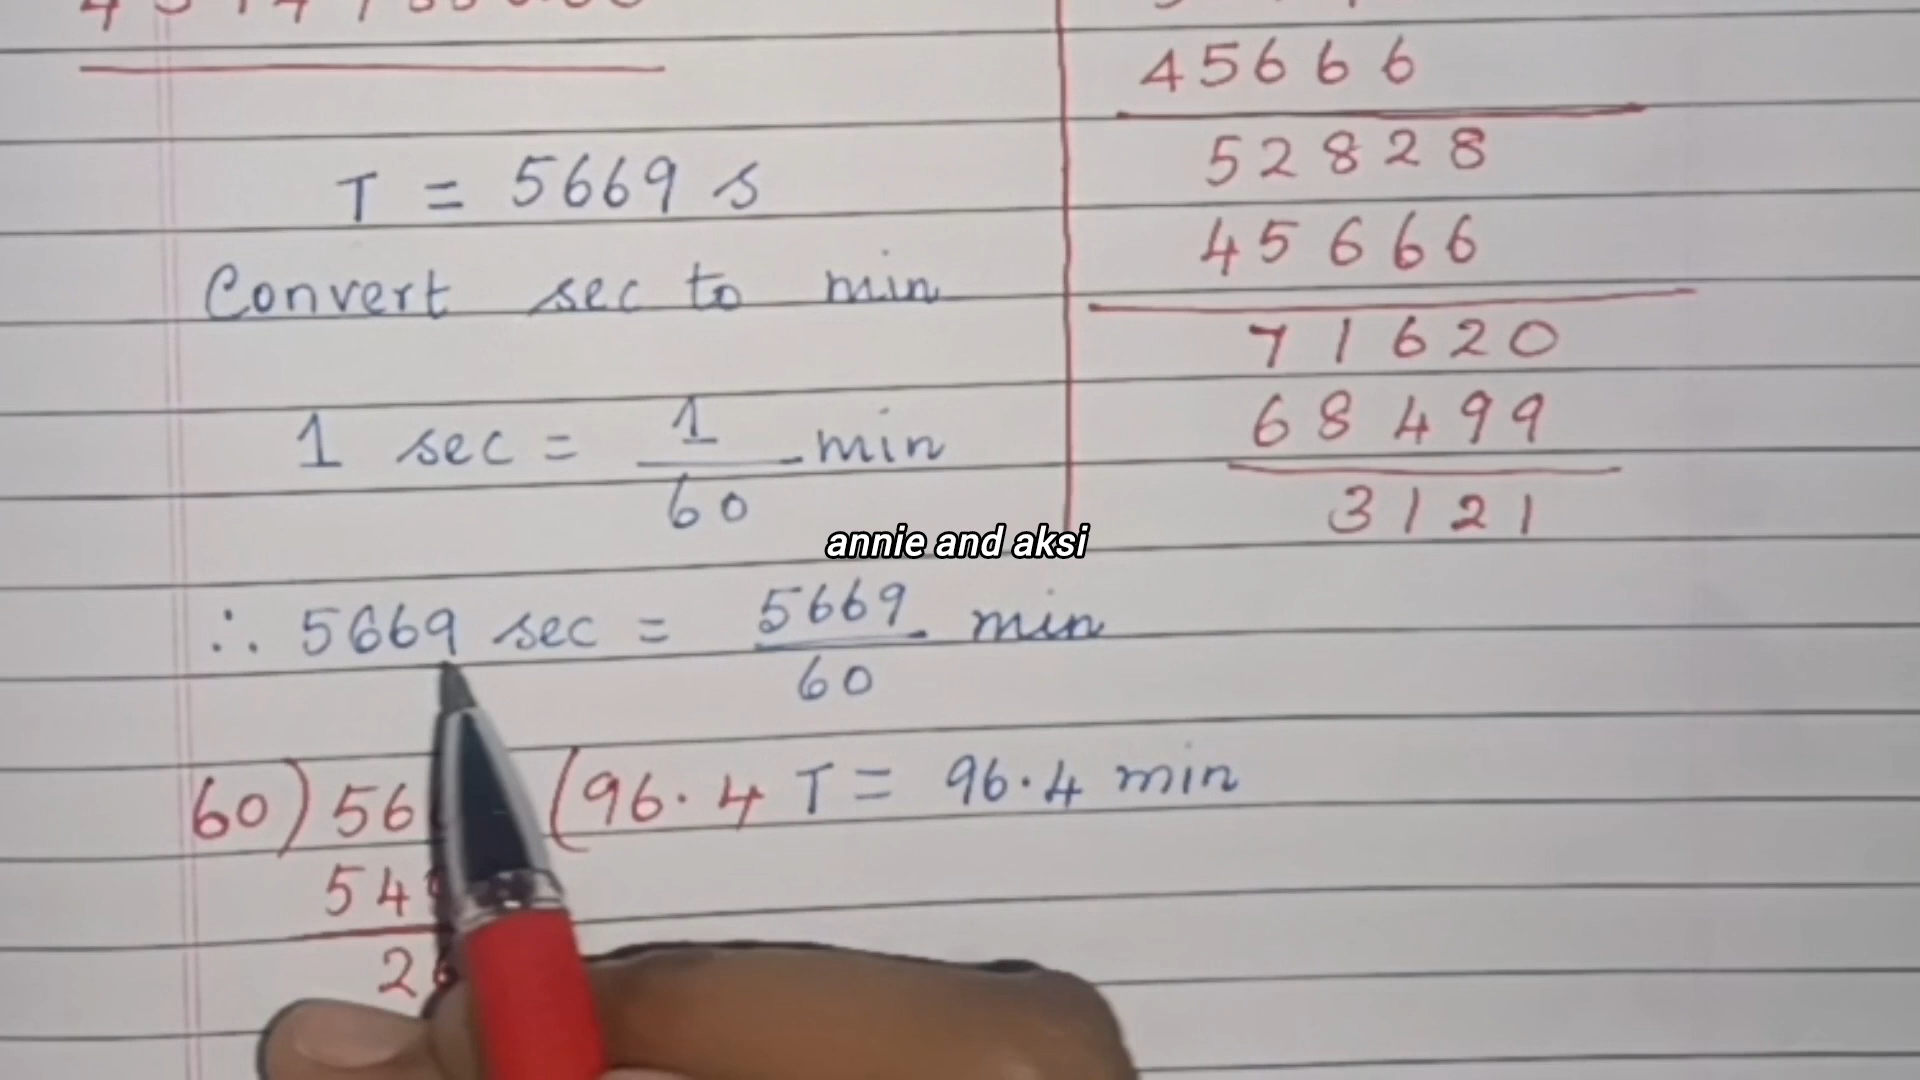 45666
52828
T = 5669 s
45666
Convert sec to min
71620
68499
1 sec = 1/60 min
3121
annie and aksi
∴ 5669 sec = 5669/60 min
60) 56 (96.4 T = 96.4 min
54
2